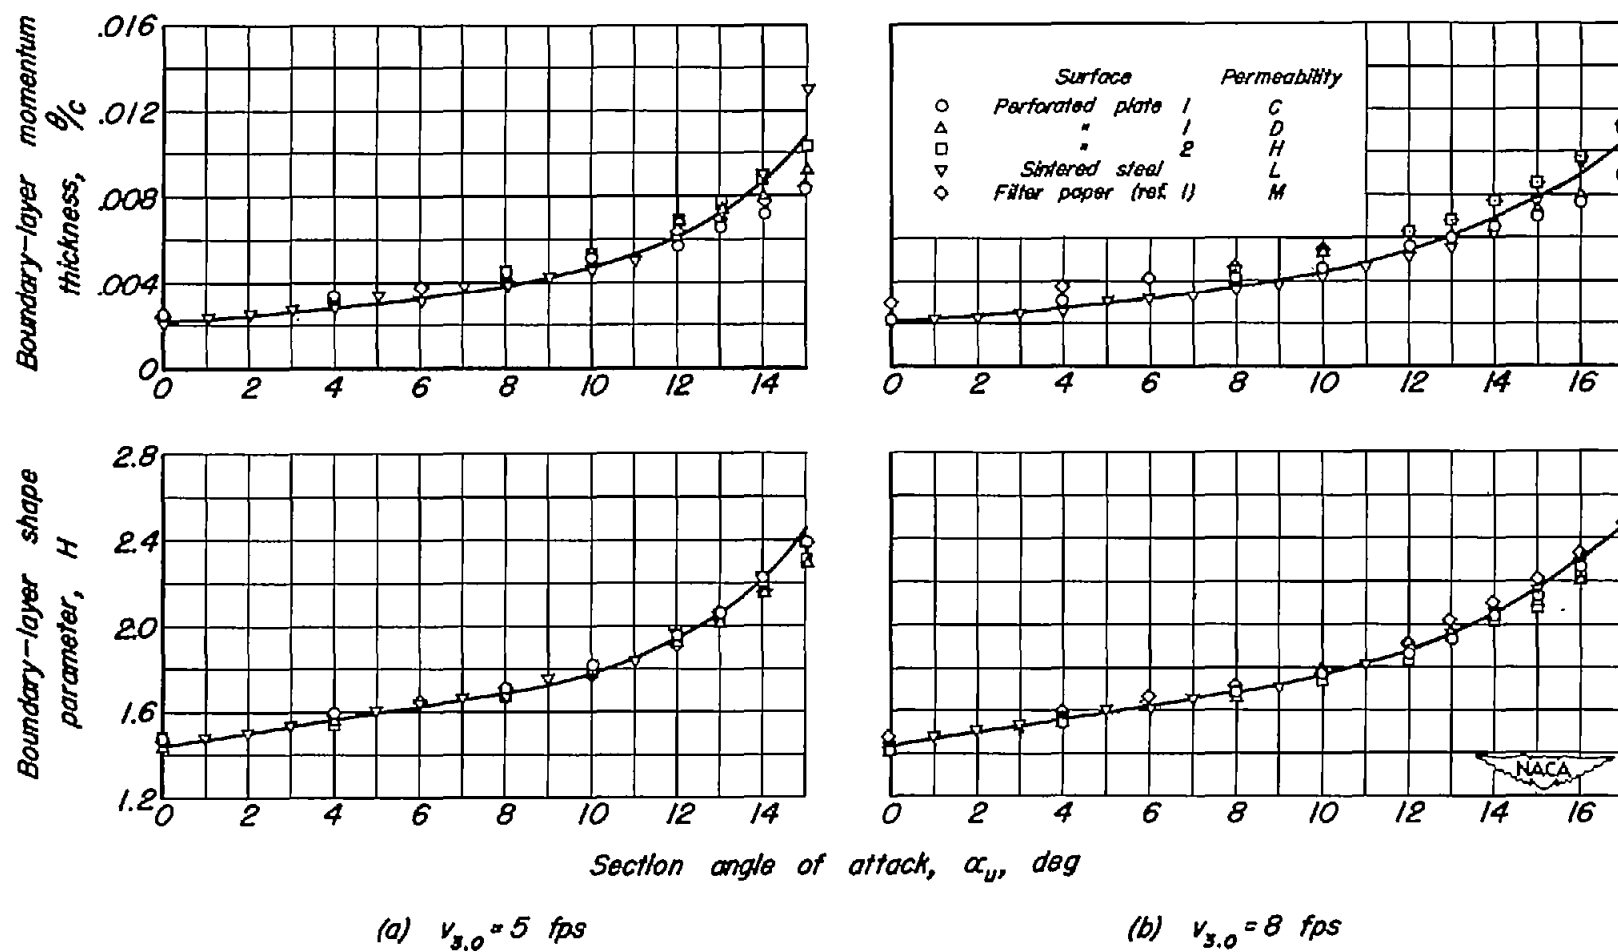 Boundary-layer momentum
thickness, θ/c
.016
.012
.008
.004
0
0 2 4 6 8 10 12 14
Surface Permeability
Perforated plate 1 C
" 1 D
" 2 H
Sintered steel L
Filter paper (ref. 1) M
0 2 4 6 8 10 12 14 16
Boundary-layer shape
parameter, H
2.8
2.4
2.0
1.6
1.2
0 2 4 6 8 10 12 14
NACA
0 2 4 6 8 10 12 14 16
Section angle of attack, αu, deg
(a) v3.0 = 5 fps
(b) v3.0 = 8 fps